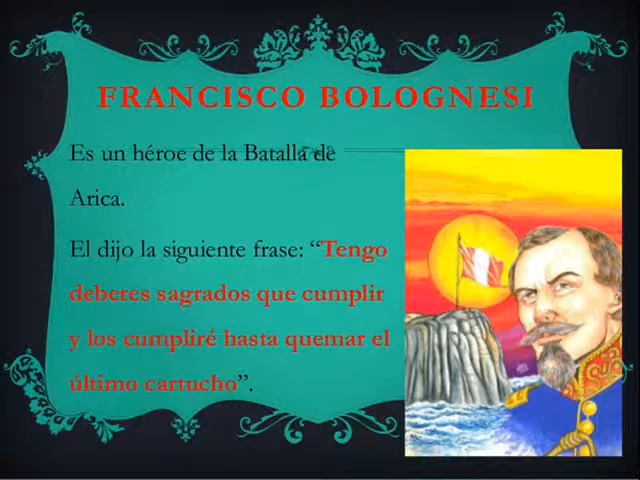 FRANCISCO BOLOGNESI
Es un héroe de la Batalla de
Arica.
El dijo la siguiente frase: “Tengo
deberes sagrados que cumplir
y los cumpliré hasta quemar el
último cartucho”.